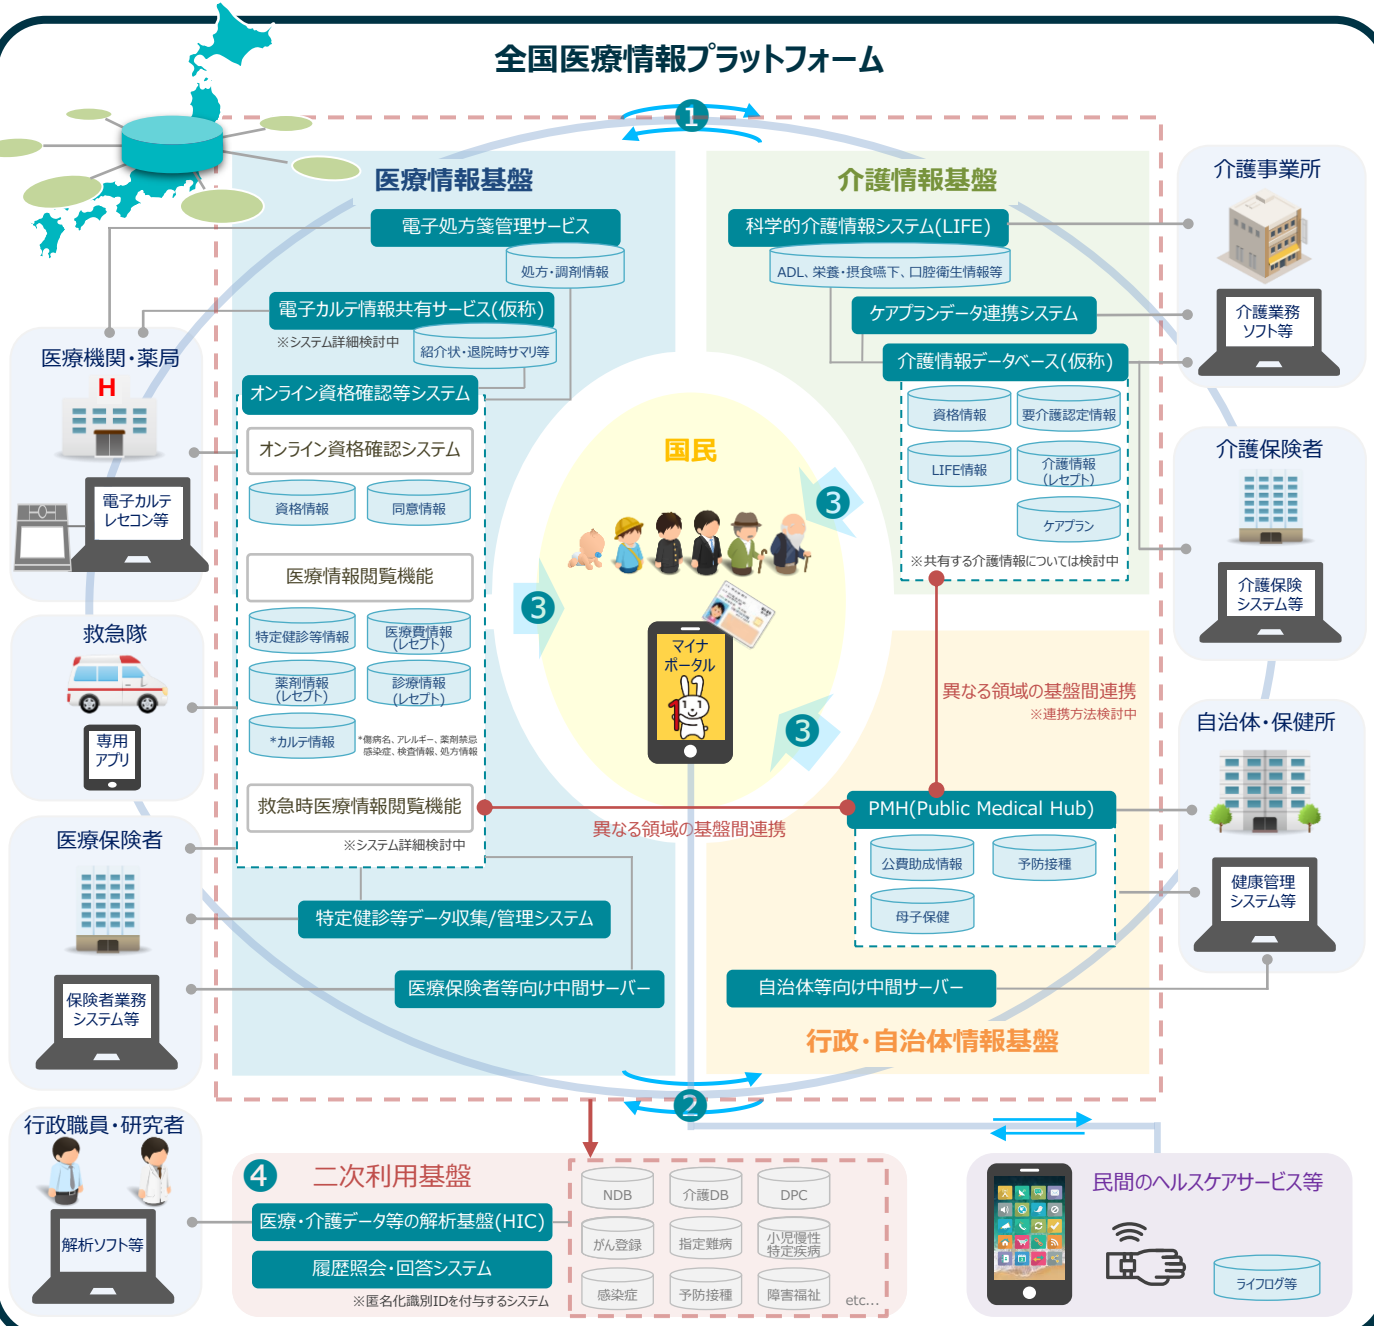 全国医療情報プラットフォーム
1
医療情報基盤
電子処方箋管理サービス
処方・調剤情報
電子カルテ情報共有サービス(仮称)
※システム詳細検討中
紹介状・退院時サマリ等
オンライン資格確認等システム
オンライン資格確認システム
資格情報
同意情報
医療情報閲覧機能
特定健診等情報
医療費情報
(レセプト)
薬剤情報
(レセプト)
診療情報
(レセプト)
*カルテ情報
*傷病名、アレルギー、薬剤禁忌
感染症、検査情報、処方情報
救急時医療情報閲覧機能
※システム詳細検討中
特定健診等データ収集/管理システム
医療保険者等向け中間サーバー
介護情報基盤
科学的介護情報システム(LIFE)
ADL、栄養・摂食嚥下、口腔衛生情報等
ケアプランデータ連携システム
介護情報データベース(仮称)
資格情報
要介護認定情報
LIFE情報
介護情報
(レセプト)
ケアプラン
※共有する介護情報については検討中
国民
3
3
3
マイナ
ポータル
1
異なる領域の基盤間連携
※連携方法検討中
異なる領域の基盤間連携
PMH(Public Medical Hub)
公費助成情報
予防接種
母子保健
自治体等向け中間サーバー
行政・自治体情報基盤
2
医療機関・薬局
H
電子カルテ
レセコン等
救急隊
専用
アプリ
医療保険者
保険者業務
システム等
行政職員・研究者
解析ソフト等
介護事業所
介護業務
ソフト等
介護保険者
介護保険
システム等
自治体・保健所
健康管理
システム等
4
二次利用基盤
医療・介護データ等の解析基盤(HIC)
履歴照会・回答システム
※匿名化識別IDを付与するシステム
NDB
介護DB
DPC
がん登録
指定難病
小児慢性
特定疾病
感染症
予防接種
障害福祉
etc...
民間のヘルスケアサービス等
ライフログ等